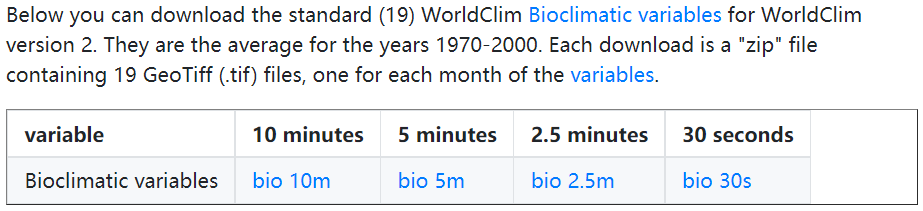 Below you can download the standard (19) WorldClim Bioclimatic variables for WorldClim
version 2. They are the average for the years 1970-2000. Each download is a "zip" file
containing 19 GeoTiff (.tif) files, one for each month of the variables.
variable 10 minutes 5 minutes 2.5 minutes 30 seconds
Bioclimatic variables bio 10m bio 5m bio 2.5m bio 30s